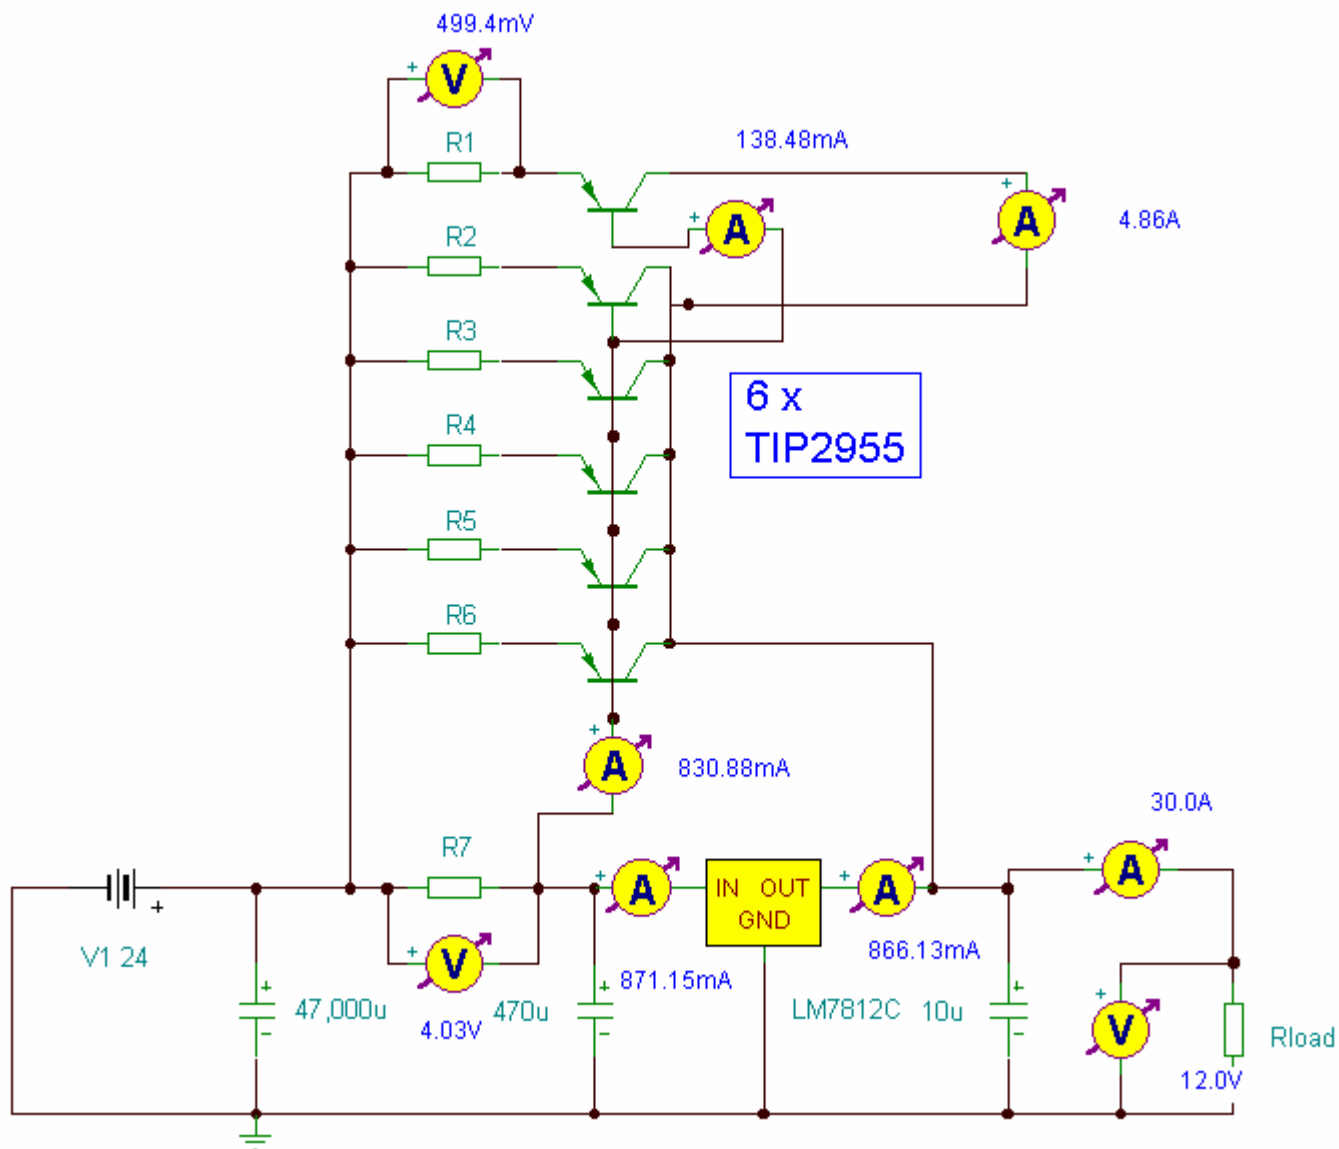 499.4mV
+
V
R1
138.48mA
+
A
4.86A
+
A
R2
R3
6 x
TIP2955
R4
R5
R6
+
A
830.88mA
30.0A
R7
+
A
+
A
IN OUT
GND
+
A
+
V1 24
+
V
866.13mA
871.15mA
+
47,000u
-
4.03V
470u
+
-
LM7812C
10u
+
-
+
V
Rload
12.0V